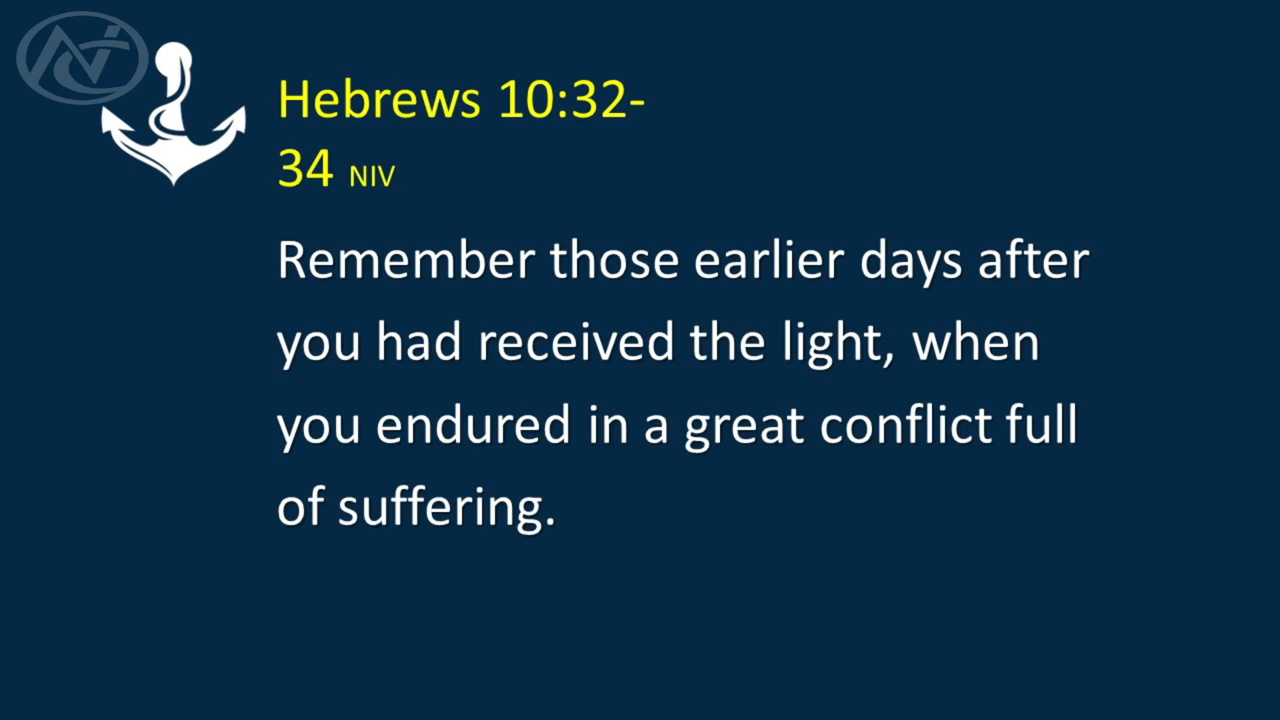 Hebrews 10:32-
34 NIV
Remember those earlier days after
you had received the light, when
you endured in a great conflict full
of suffering.